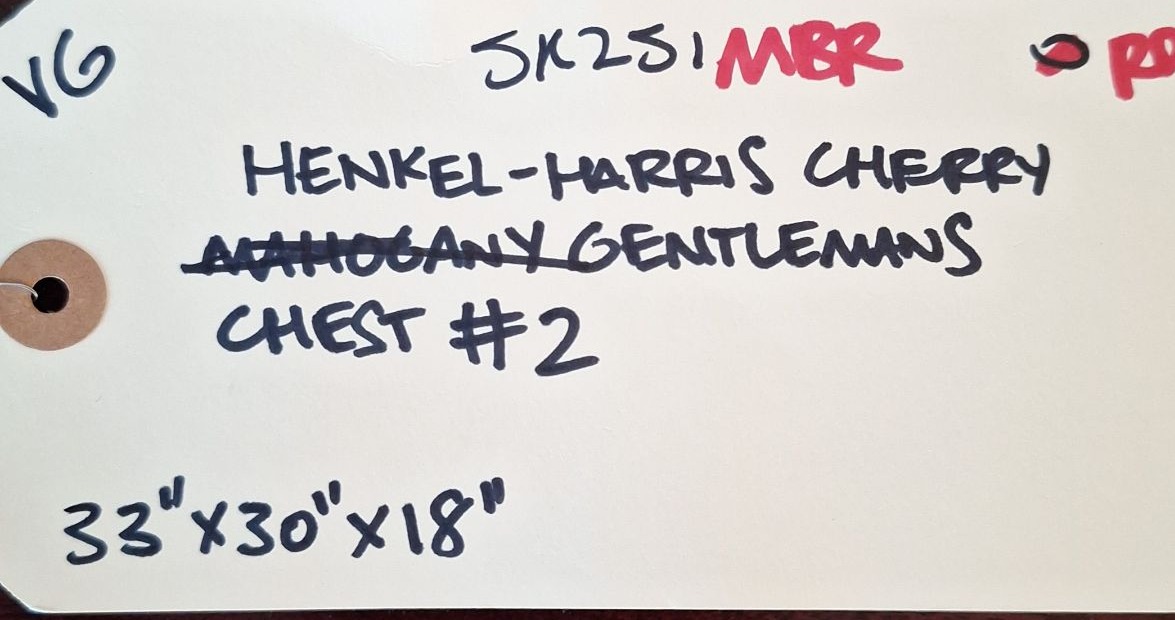 VG
SK251 MBR
HENKEL-HARRIS CHERRY
MAHOGANY GENTLEMANS
CHEST #2
33"X30"X18"